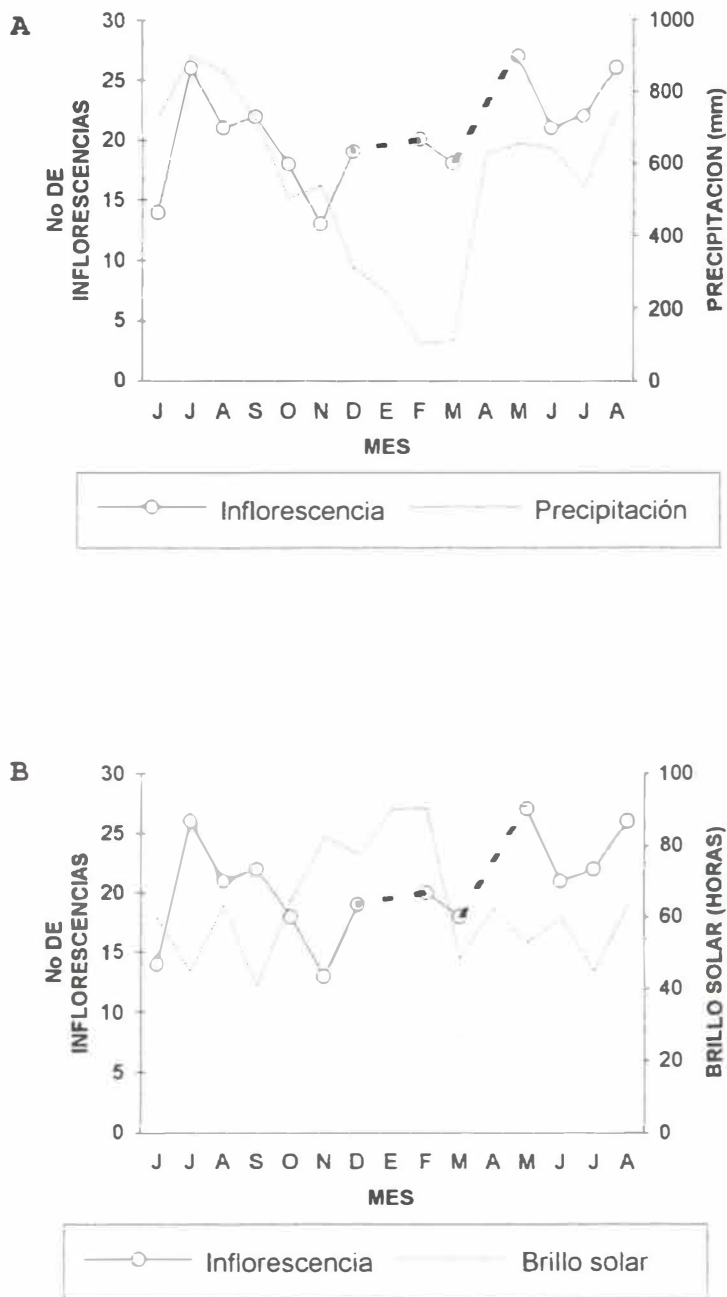 A
30
25
20
15
10
5
0
No DE
INFLORESCENCIAS
1000
800
600
400
200
0
PRECIPITACION (mm)
J J A S O N D E F M A M J J A
MES
Inflorescencia Precipitación
B
30
25
20
15
10
5
0
No DE
INFLORESCENCIAS
100
80
60
40
20
0
BRILLO SOLAR (HORAS)
J J A S O N D E F M A M J J A
MES
Inflorescencia Brillo solar